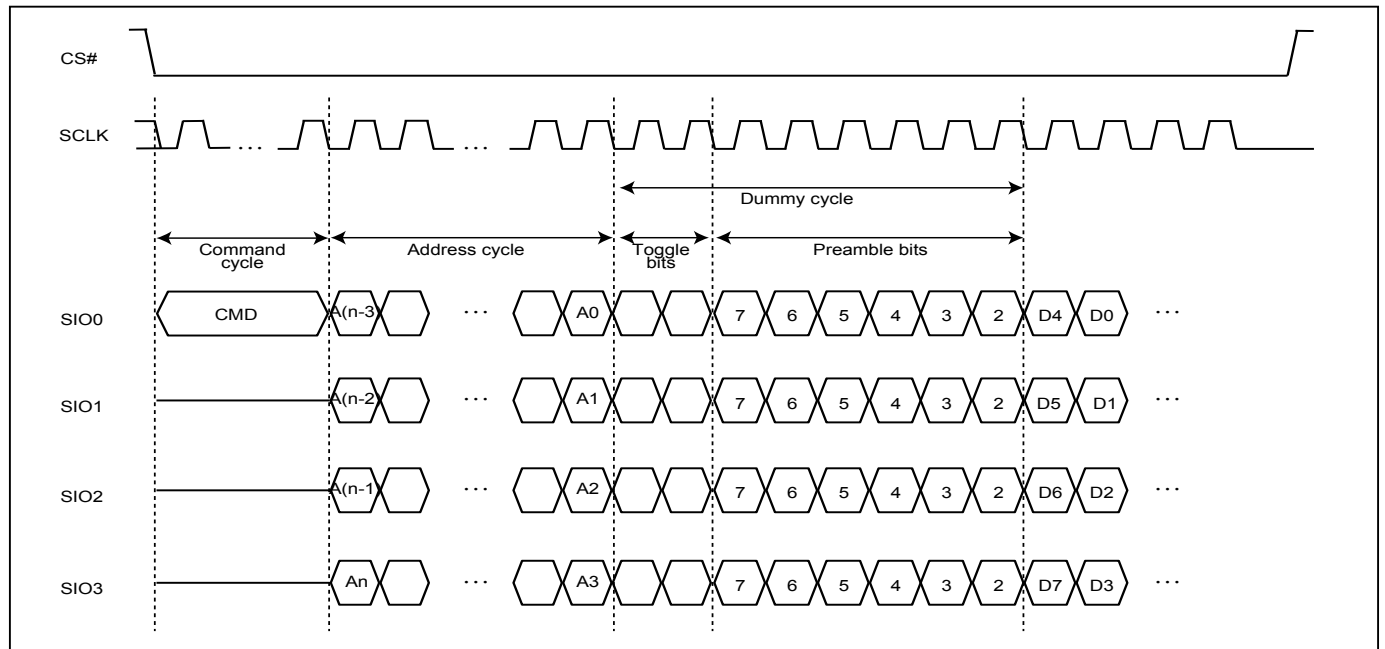 CS#
SCLK
Dummy cycle
Command cycle
Address cycle
Toggle bits
Preamble bits
SIO0 CMD A(n-3) ... A0 7 6 5 4 3 2 D4 D0 ...
SIO1 A(n-2) ... A1 7 6 5 4 3 2 D5 D1 ...
SIO2 A(n-1) ... A2 7 6 5 4 3 2 D6 D2 ...
SIO3 An ... A3 7 6 5 4 3 2 D7 D3 ...